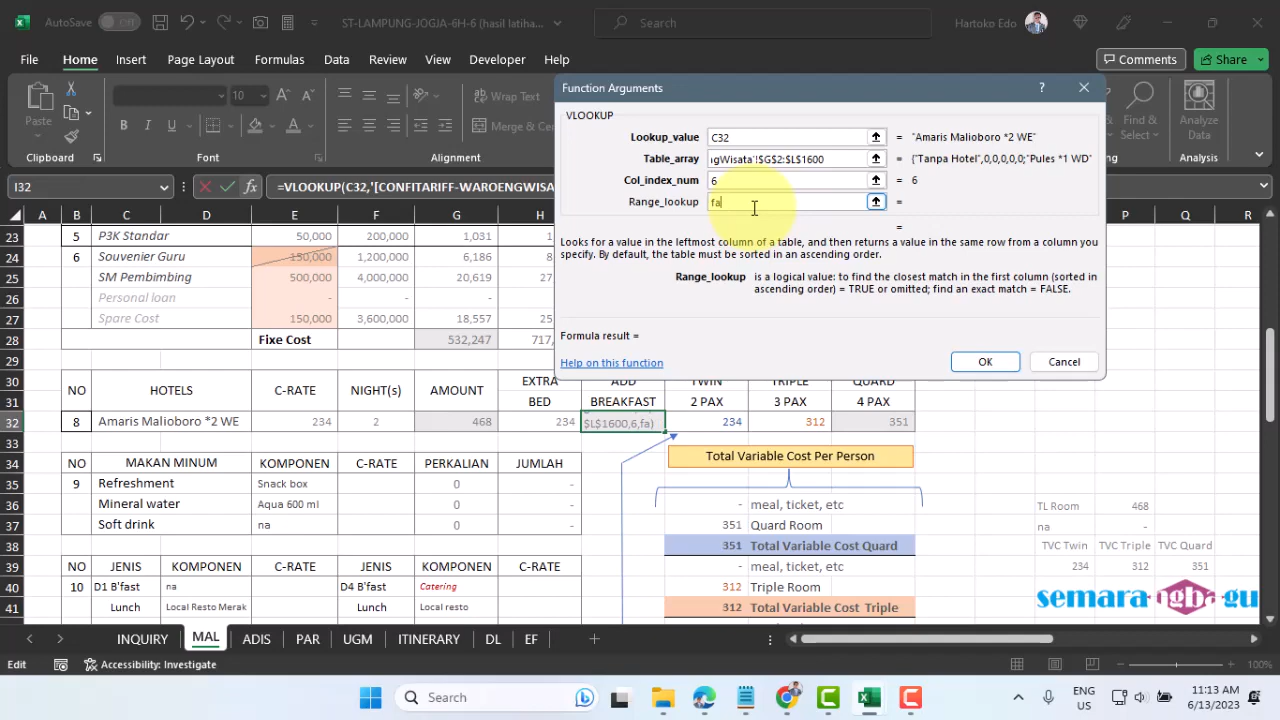 AutoSave Off ST-LAMPUNG-JOGJA-6H-6 (hasil latiha... Search Hartoko Edo
File Home Insert Page Layout Formulas Data Review View Developer Help Comments Share
Paste 10 Wrap Text Merge & Cen Find & Select
Clipboard Font Alignment
I32 =VLOOKUP(C32,'[CONFITARIFF-WAROENGWISA
Function Arguments ?
VLOOKUP
Lookup_value C32 = "Amaris Malioboro *2 WE"
Table_array ıgWisata'!$G$2:$L$1600 = {"Tanpa Hotel",0,0,0,0,0;"Pules *1 WD"
Col_index_num 6 = 6
Range_lookup fa =
=
Looks for a value in the leftmost column of a table, and then returns a value in the same row from a column you
specify. By default, the table must be sorted in an ascending order.
Range_lookup is a logical value: to find the closest match in the first column (sorted in
ascending order) = TRUE or omitted; find an exact match = FALSE.
Formula result =
Help on this function OK Cancel
A B C D E F G H P Q R
23 5 P3K Standar 50,000 200,000 1,031 1
24 6 Souvenier Guru 150,000 1,200,000 6,186 8
25 SM Pembimbing 500,000 4,000,000 20,619
26 Personal loan - - -
27 Spare Cost 150,000 3,600,000 18,557 25
28 Fixe Cost 532,247 717,
29
30 NO HOTELS C-RATE NIGHT(s) AMOUNT EXTRA ADD TWIN TRIPLE QUARD
31 BED BREAKFAST 2 PAX 3 PAX 4 PAX
32 8 Amaris Malioboro *2 WE 234 2 468 234 $L$1600,6,fa) 234 312 351
33
34 NO MAKAN MINUM KOMPONEN C-RATE PERKALIAN JUMLAH Total Variable Cost Per Person
35 9 Refreshment Snack box 0 -
36 Mineral water Aqua 600 ml 0 - - meal, ticket, etc TL Room 468
37 Soft drink na 0 - 351 Quard Room na -
38 351 Total Variable Cost Quard TVC Twin TVC Triple TVC Quard
39 NO JENIS KOMPONEN C-RATE JENIS KOMPONEN C-RATE - meal, ticket, etc 234 312 351
40 10 D1 B'fast na D4 B'fast Catering 312 Triple Room
41 Lunch Local Resto Merak Lunch Local resto 312 Total Variable Cost Triple
semarangbagu
INQUIRY MAL ADIS PAR UGM ITINERARY DL EF
Edit Accessibility: Investigate 100%
Search ENG US 11:13 AM 6/13/2023